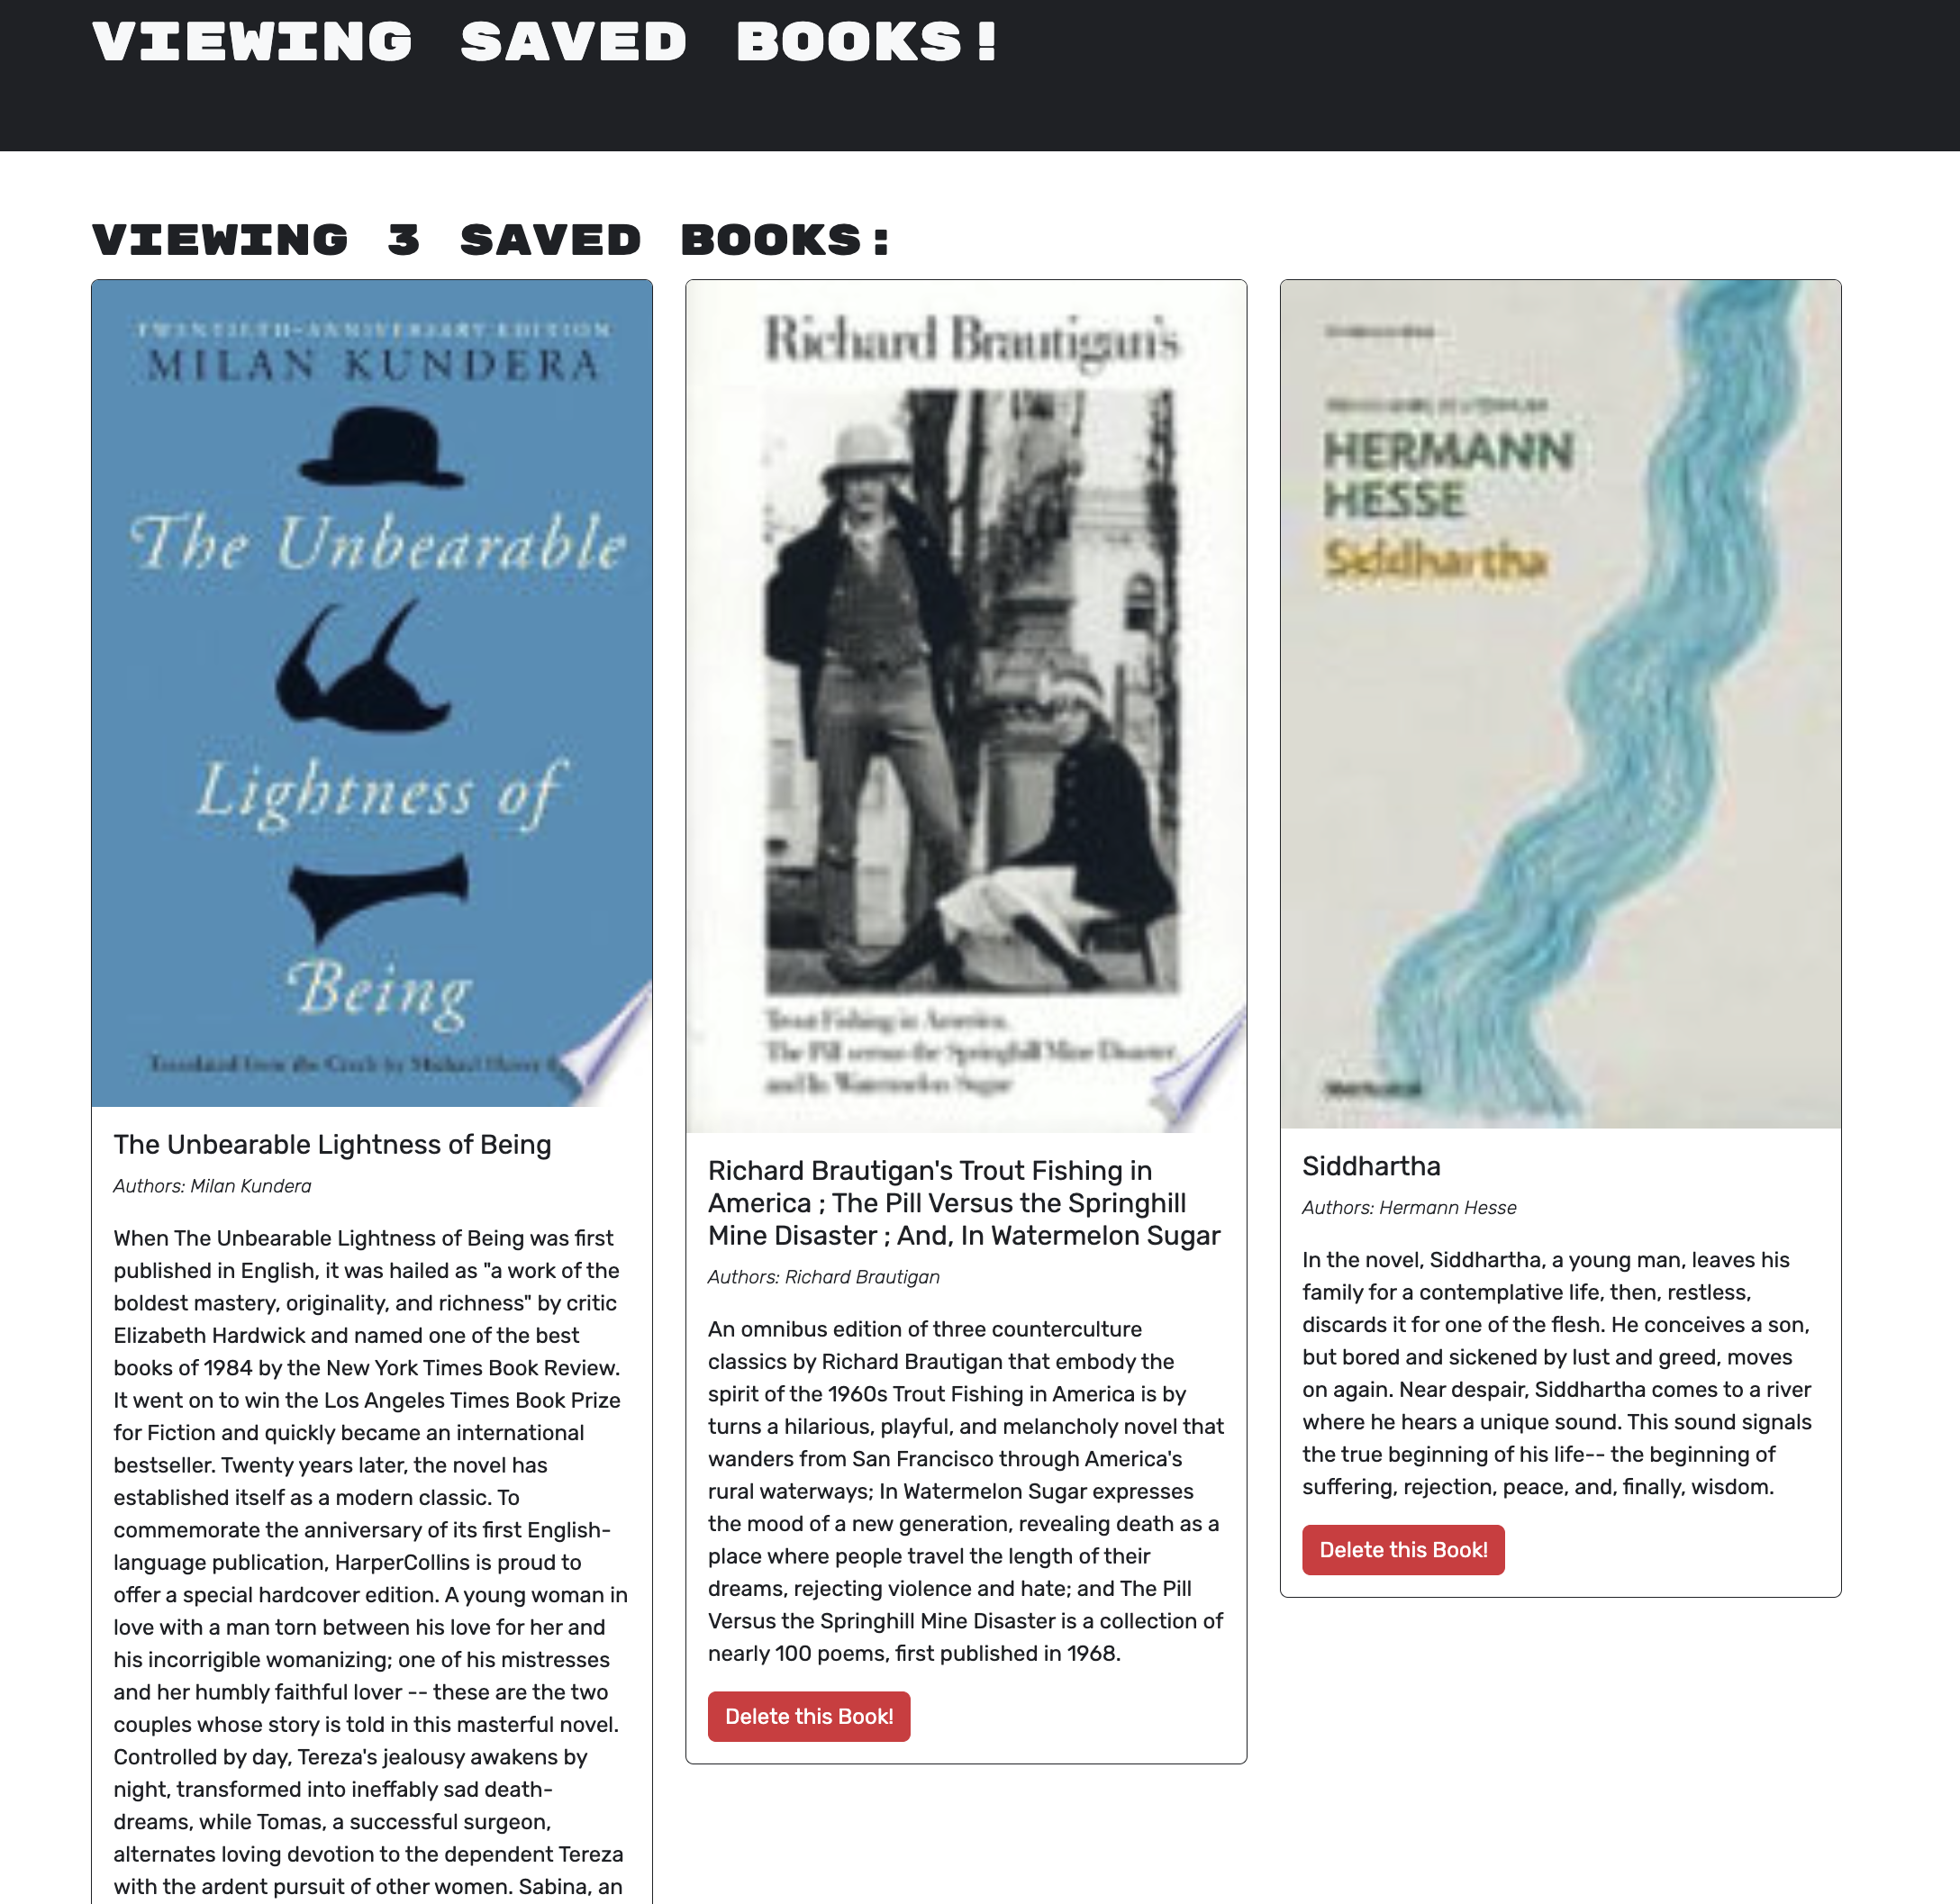 VIEWING SAVED BOOKS!
VIEWING 3 SAVED BOOKS:
TWENTIETH-ANNIVERSARY EDITION
MILAN KUNDERA
The Unbearable
Lightness of
Being
Translated from the Czech by Michael Henry
The Unbearable Lightness of Being
Authors: Milan Kundera
When The Unbearable Lightness of Being was first
published in English, it was hailed as "a work of the
boldest mastery, originality, and richness" by critic
Elizabeth Hardwick and named one of the best
books of 1984 by the New York Times Book Review.
It went on to win the Los Angeles Times Book Prize
for Fiction and quickly became an international
bestseller. Twenty years later, the novel has
established itself as a modern classic. To
commemorate the anniversary of its first English-
language publication, HarperCollins is proud to
offer a special hardcover edition. A young woman in
love with a man torn between his love for her and
his incorrigible womanizing; one of his mistresses
and her humbly faithful lover -- these are the two
couples whose story is told in this masterful novel.
Controlled by day, Tereza's jealousy awakens by
night, transformed into ineffably sad death-
dreams, while Tomas, a successful surgeon,
alternates loving devotion to the dependent Tereza
with the ardent pursuit of other women. Sabina, an
Richard Brautigan's
Trout Fishing in America,
The Pill versus the Springhill Mine Disaster,
and In Watermelon Sugar
Richard Brautigan's Trout Fishing in
America ; The Pill Versus the Springhill
Mine Disaster ; And, In Watermelon Sugar
Authors: Richard Brautigan
An omnibus edition of three counterculture
classics by Richard Brautigan that embody the
spirit of the 1960s Trout Fishing in America is by
turns a hilarious, playful, and melancholy novel that
wanders from San Francisco through America's
rural waterways; In Watermelon Sugar expresses
the mood of a new generation, revealing death as a
place where people travel the length of their
dreams, rejecting violence and hate; and The Pill
Versus the Springhill Mine Disaster is a collection of
nearly 100 poems, first published in 1968.
Delete this Book!
HERMANN
HESSE
Siddhartha
Siddhartha
Authors: Hermann Hesse
In the novel, Siddhartha, a young man, leaves his
family for a contemplative life, then, restless,
discards it for one of the flesh. He conceives a son,
but bored and sickened by lust and greed, moves
on again. Near despair, Siddhartha comes to a river
where he hears a unique sound. This sound signals
the true beginning of his life-- the beginning of
suffering, rejection, peace, and, finally, wisdom.
Delete this Book!